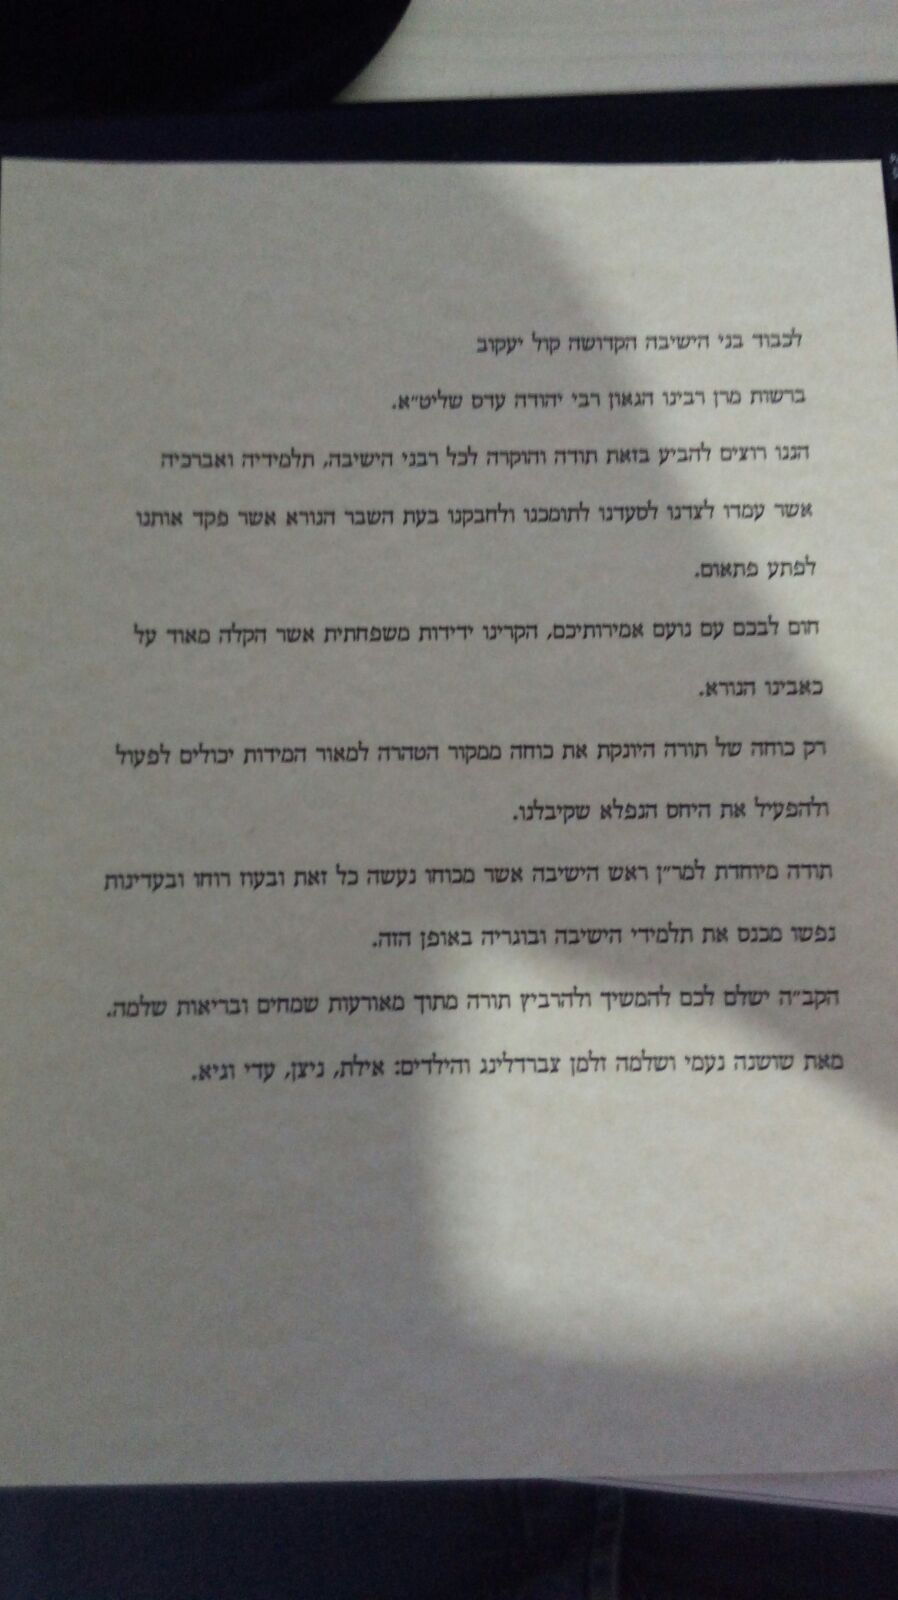 לכבוד בני הישיבה הקדושה קול יעקוב
ברשות מרן רבינו הגאון רבי יהודה עדס שליט"א.
הננו רוצים להביע בזאת תודה והוקרה לכל רבני הישיבה, תלמידיה ואברכיה
אשר עמדו לצדנו לסעדנו לתומכנו ולחבקנו בעת השבר הנורא אשר פקד אותנו
לפתע פתאום.
חום לבכם עם נועם אמירותיכם, הקרינו ידידות משפחתית אשר הקלה מאוד על
כאבינו הנורא.
רק כוחה של תורה היונקת את כוחה ממקור הטהרה למאור המידות יכולים לפעול
ולהפעיל את היחס הנפלא שקיבלנו.
תודה מיוחדת למר"ן ראש הישיבה אשר מכוחו נעשה כל זאת ובעוז רוחו ובעדינות
נפשו מכנס את תלמידי הישיבה ובוגריה באופן הזה.
הקב"ה ישלם לכם להמשיך ולהרביץ תורה מתוך מאורעות שמחים ובריאות שלמה.
מאת שושנה נעמי ושלמה זלמן צברדלינג והילדים: אילת, ניצן, עדי וגיא.